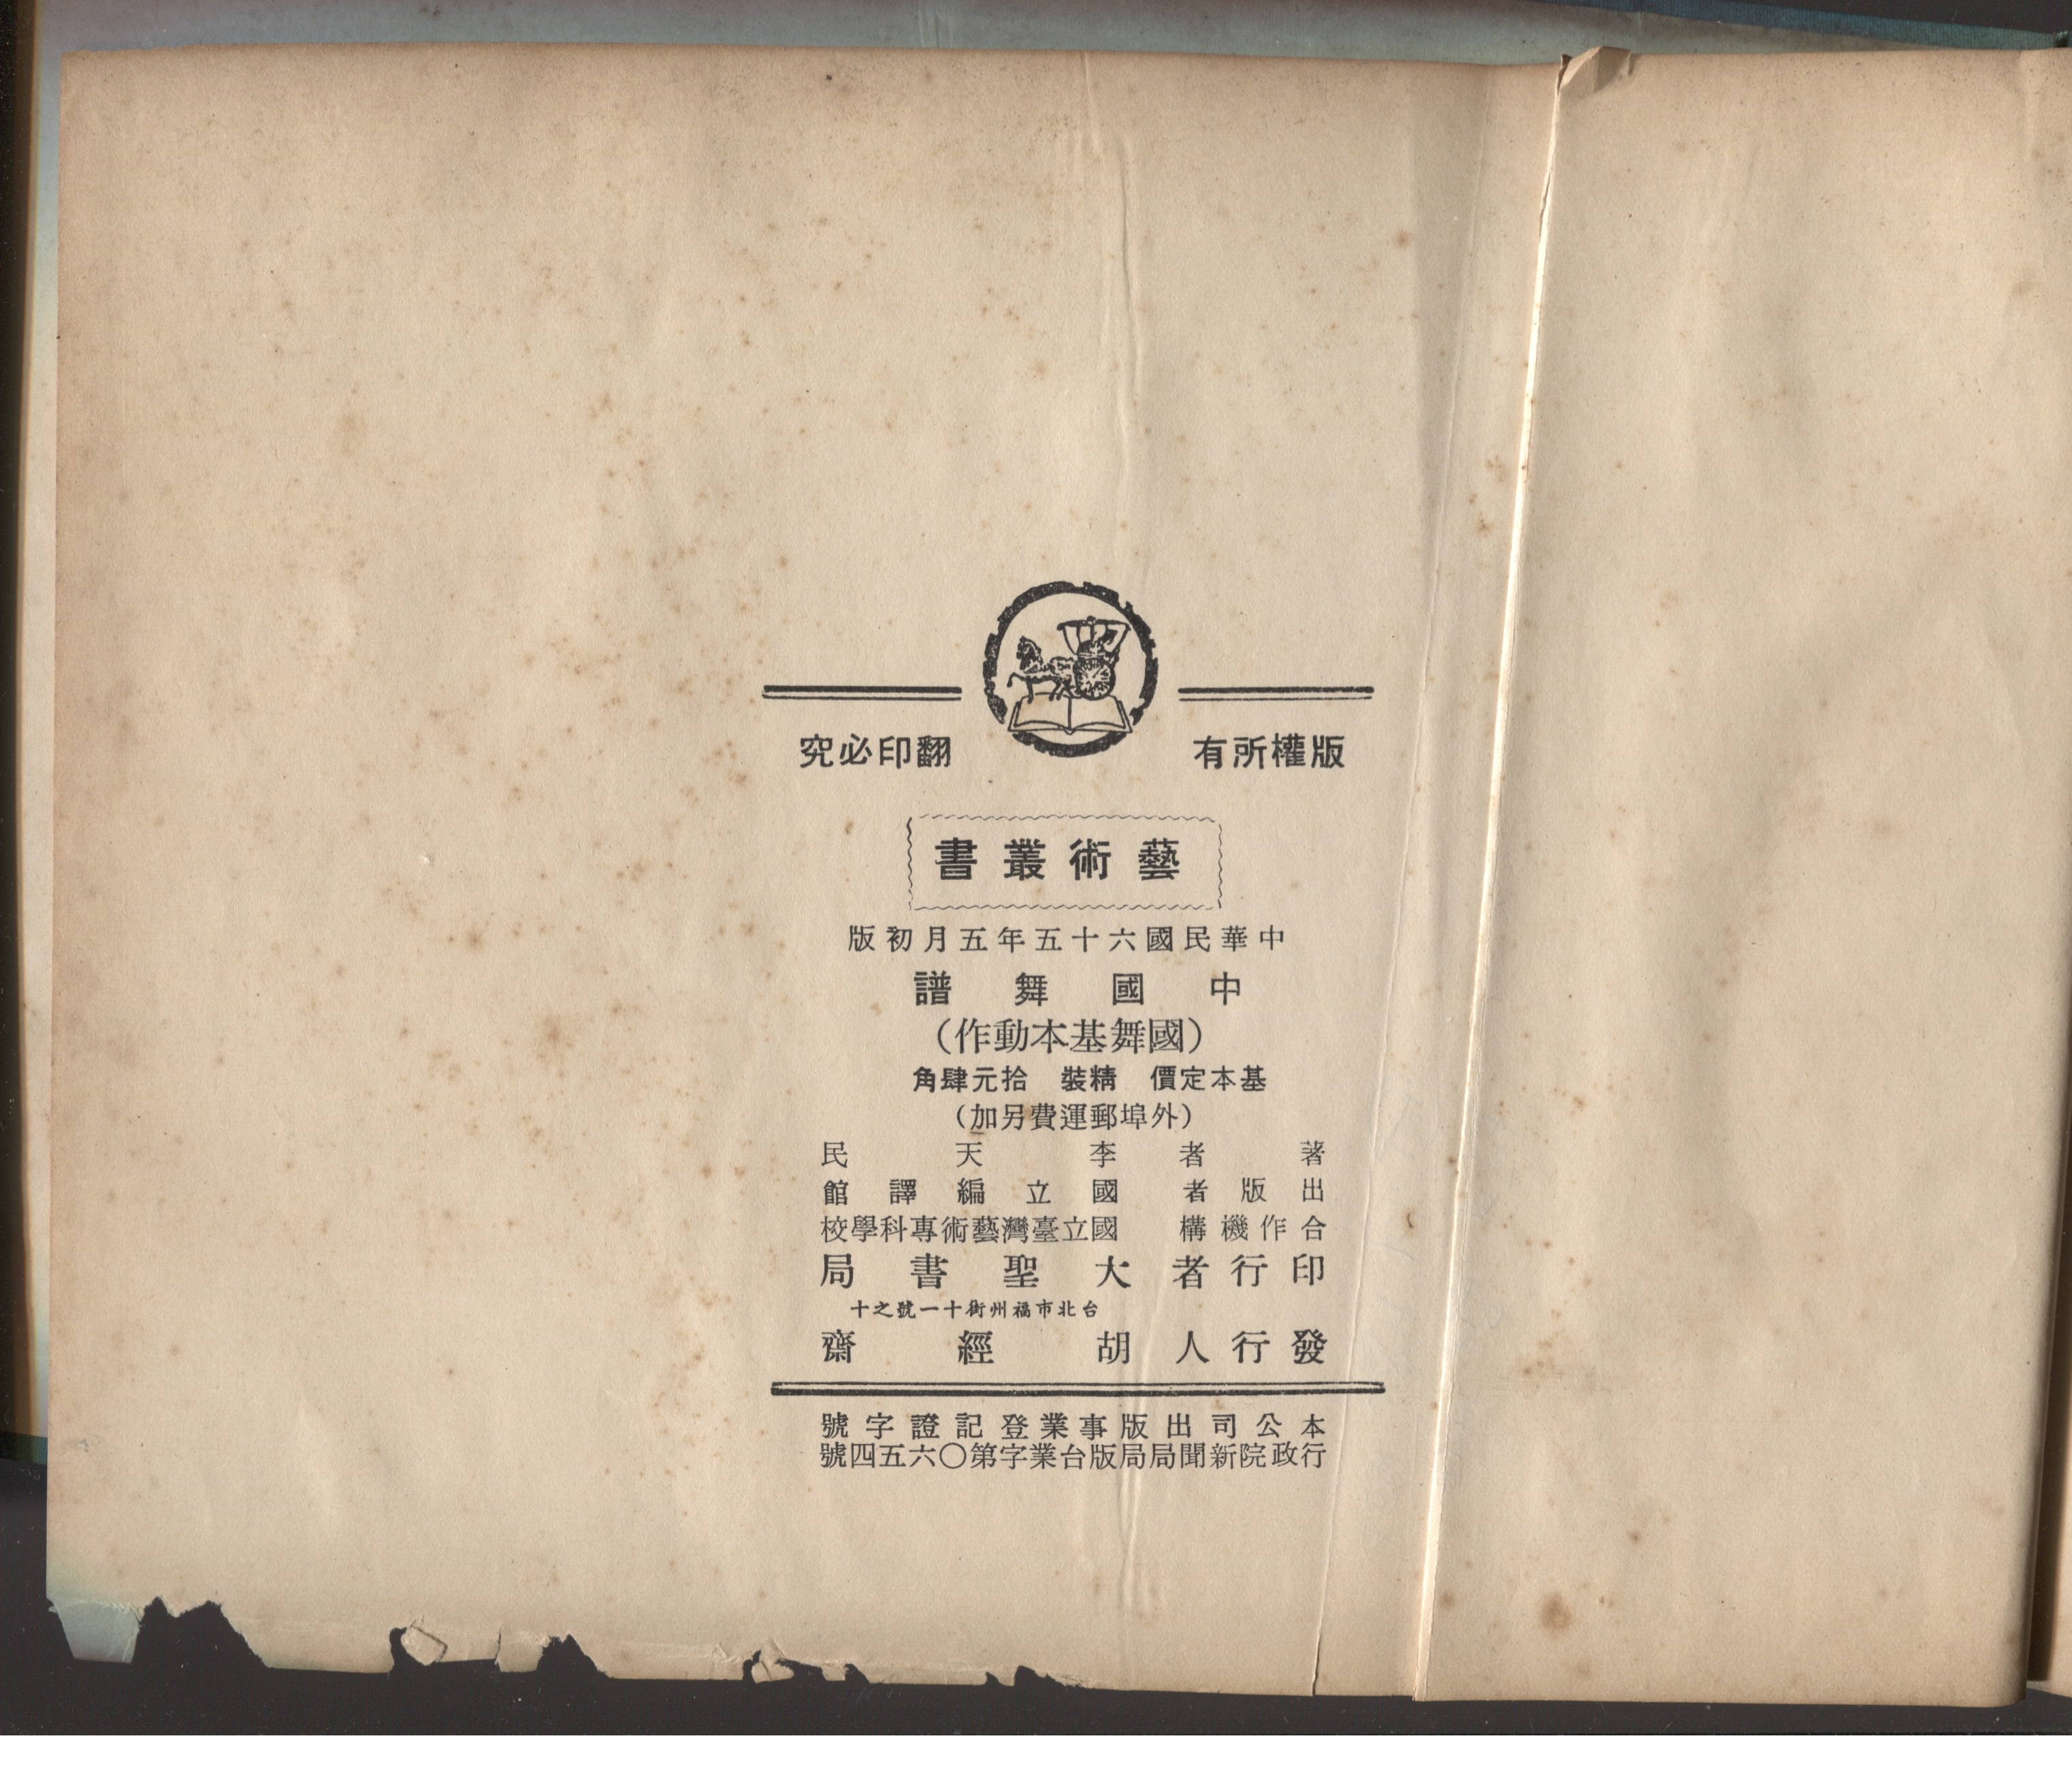 版權所有　翻印必究
藝術叢書
中華民國六十五年五月初版
中國舞譜
（國舞基本動作）
基本定價　精裝　拾元肆角
（外埠郵運費另加）
著者　李天民
出版者　國立編譯館
合作機構　國立臺灣藝術專科學校
印行者　大聖書局
台北市福州街十一號之十
發行人　胡經齋
本公司出版事業登記證字號
行政院新聞局局版台業字第〇六五四號